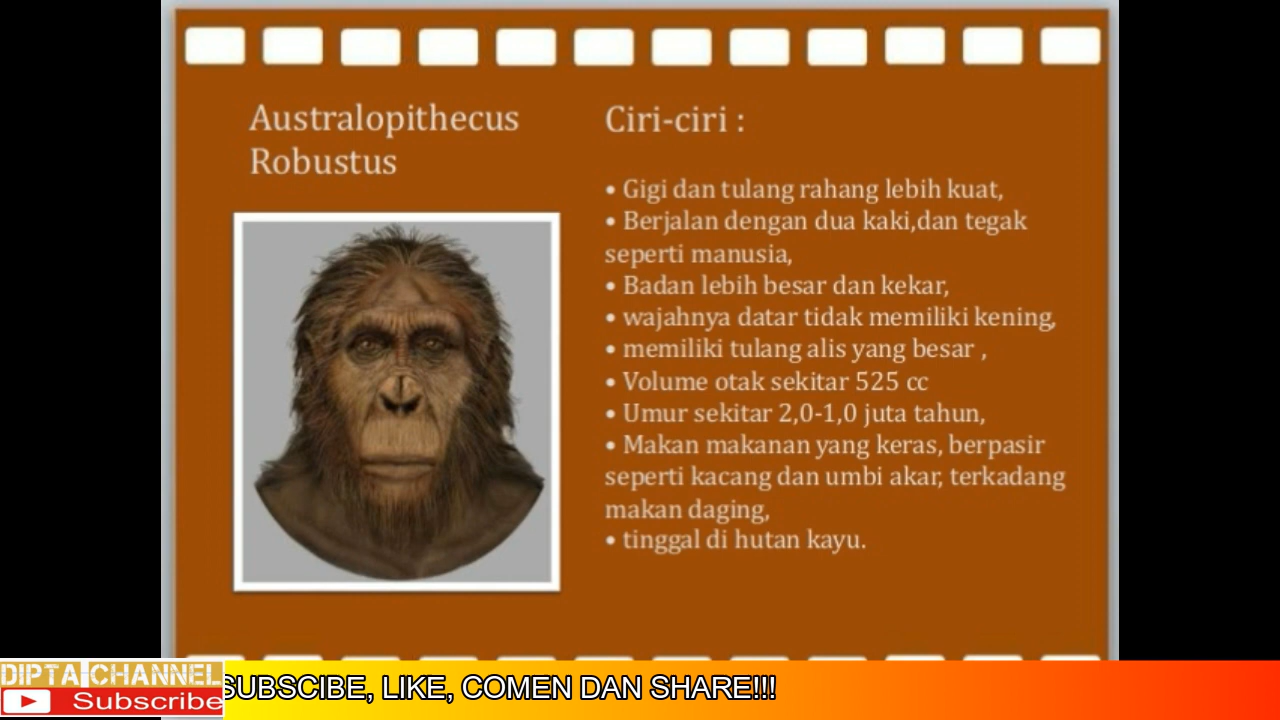 Australopithecus
Robustus
Ciri-ciri :
• Gigi dan tulang rahang lebih kuat,
• Berjalan dengan dua kaki,dan tegak
seperti manusia,
• Badan lebih besar dan kekar,
• wajahnya datar tidak memiliki kening,
• memiliki tulang alis yang besar ,
• Volume otak sekitar 525 cc
• Umur sekitar 2,0-1,0 juta tahun,
• Makan makanan yang keras, berpasir
seperti kacang dan umbi akar, terkadang
makan daging,
• tinggal di hutan kayu.
DIPTA CHANNEL
Subscribe
SUBSCIBE, LIKE, COMEN DAN SHARE!!!